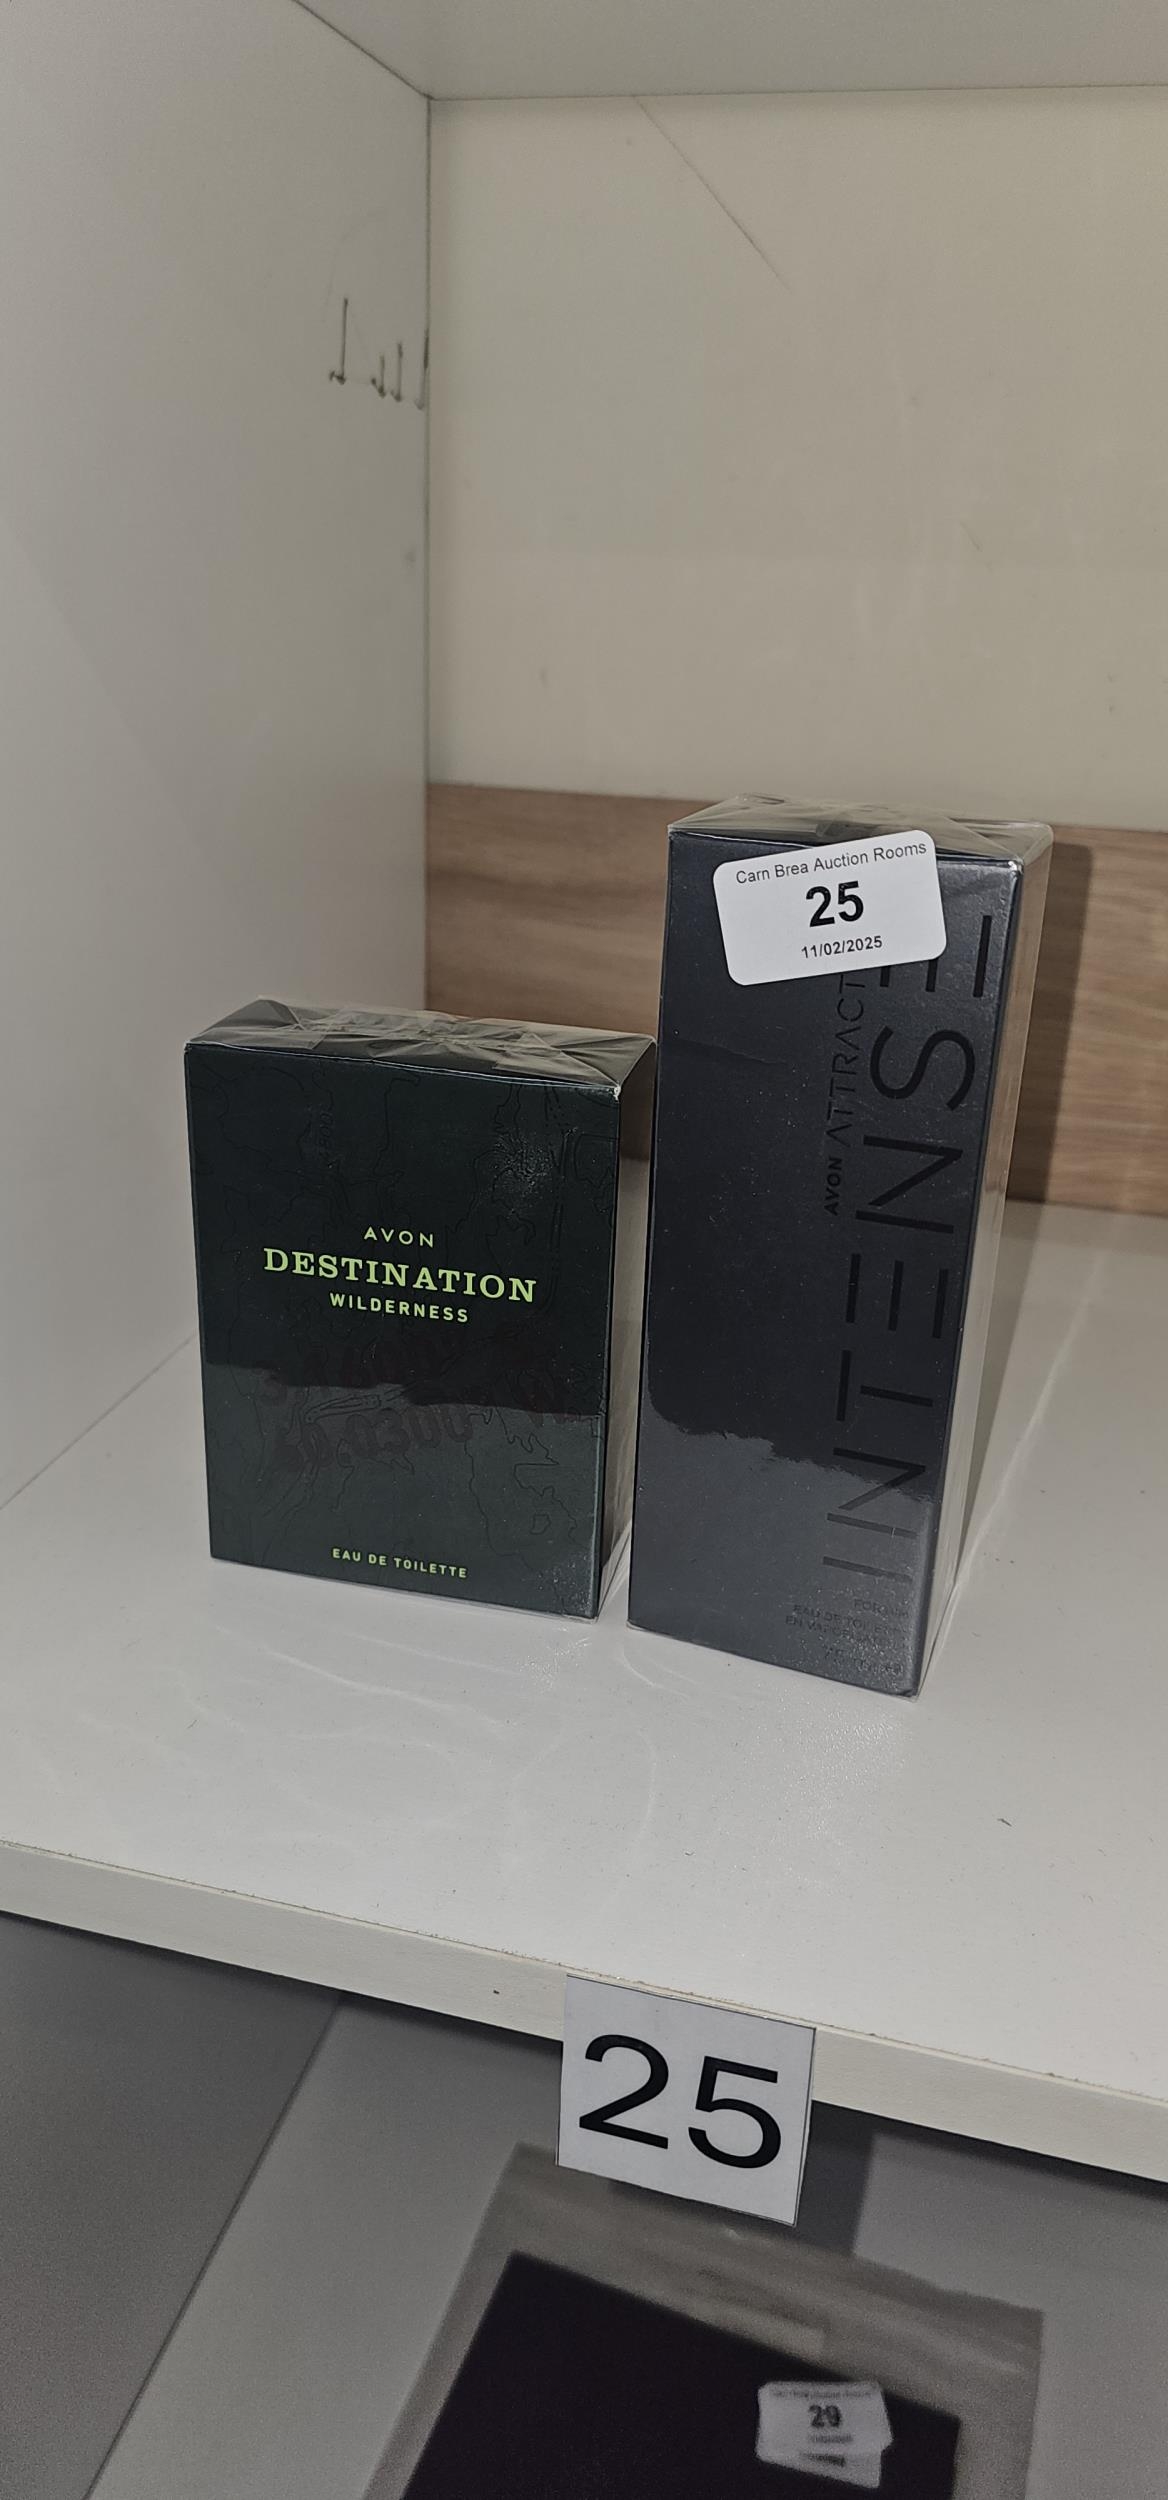 Carn Brea Auction Rooms
25
11/02/2025
AVON ATTRACT
INTENSE
AVON
DESTINATION
WILDERNESS
EAU DE TOILETTE
25